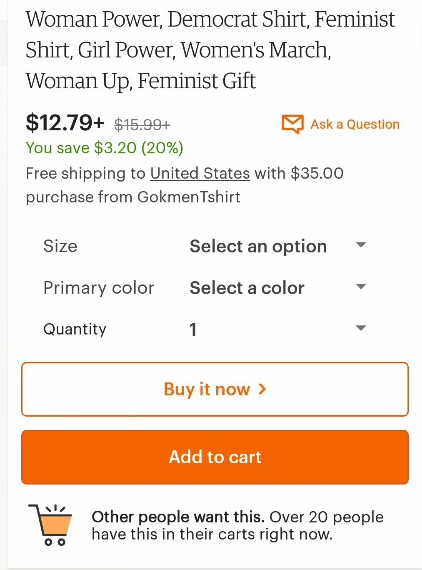 Woman Power, Democrat Shirt, Feminist
Shirt, Girl Power, Women's March,
Woman Up, Feminist Gift
$12.79+ $15.99+ Ask a Question
You save $3.20 (20%)
Free shipping to United States with $35.00
purchase from GokmenTshirt
Size Select an option
Primary color Select a color
Quantity 1
Buy it now >
Add to cart
Other people want this. Over 20 people
have this in their carts right now.